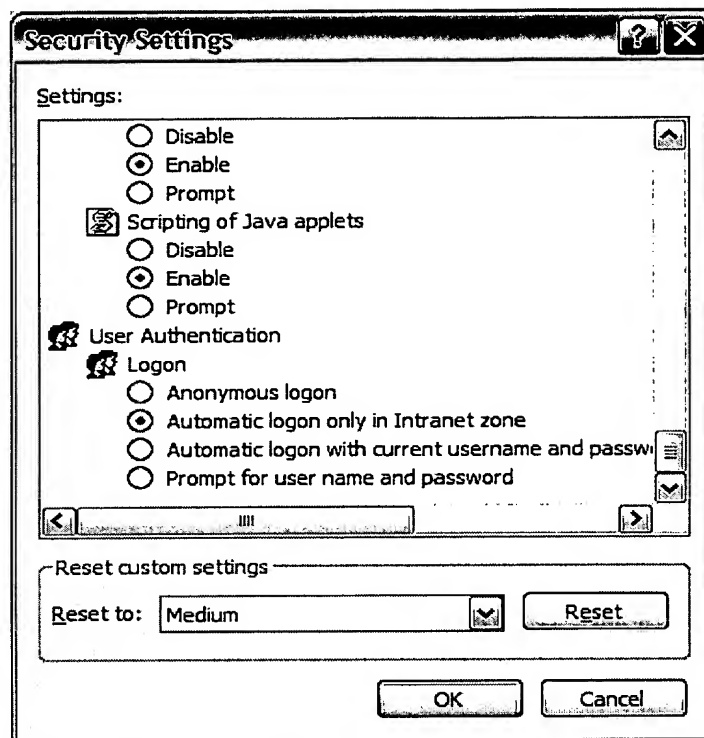 Security Settings
Settings:
Disable
Enable
Prompt
Scripting of Java applets
Disable
Enable
Prompt
User Authentication
Logon
Anonymous logon
Automatic logon only in Intranet zone
Automatic logon with current username and passw
Prompt for user name and password
Reset custom settings
Reset to: Medium Reset
OK Cancel